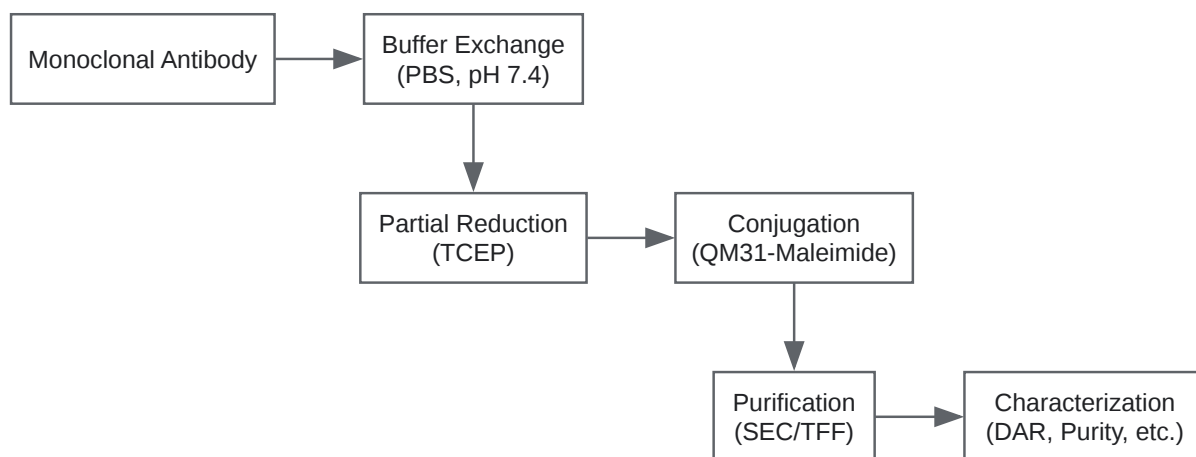 Monoclonal Antibody
Buffer Exchange
(PBS, pH 7.4)
Partial Reduction
(TCEP)
Conjugation
(QM31-Maleimide)
Purification
(SEC/TFF)
Characterization
(DAR, Purity, etc.)